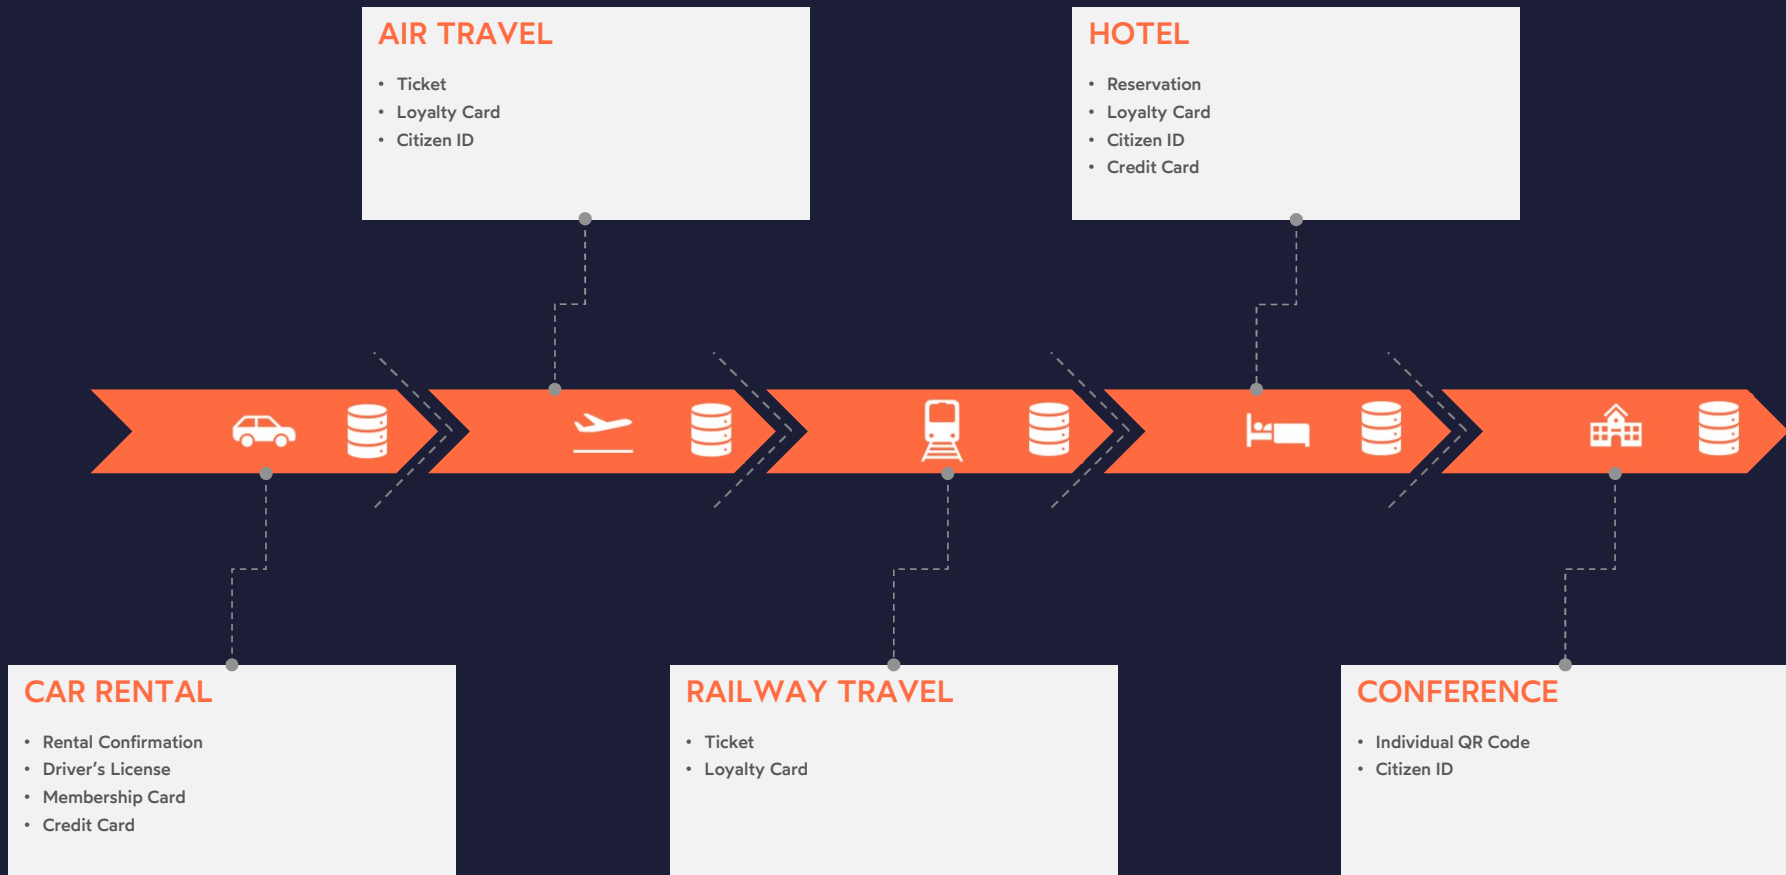 AIR TRAVEL
• Ticket
• Loyalty Card
• Citizen ID
HOTEL
• Reservation
• Loyalty Card
• Citizen ID
• Credit Card
CAR RENTAL
• Rental Confirmation
• Driver's License
• Membership Card
• Credit Card
RAILWAY TRAVEL
• Ticket
• Loyalty Card
CONFERENCE
• Individual QR Code
• Citizen ID